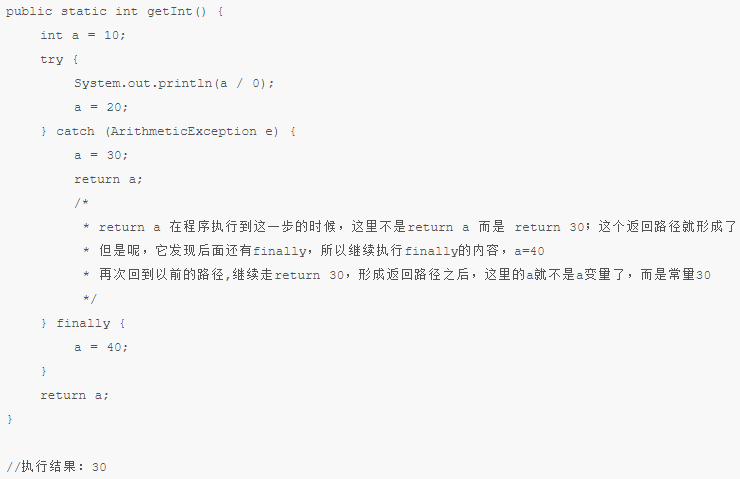 public static int getInt() {
    int a = 10;
    try {
        System.out.println(a / 0);
        a = 20;
    } catch (ArithmeticException e) {
        a = 30;
        return a;
        /*
         * return a 在程序执行到这一步的时候，这里不是return a 而是 return 30；这个返回路径就形成了
         * 但是呢，它发现后面还有finally，所以继续执行finally的内容，a=40
         * 再次回到以前的路径,继续走return 30，形成返回路径之后，这里的a就不是a变量了，而是常量30
         */
    } finally {
        a = 40;
    }
    return a;
}
//执行结果：30